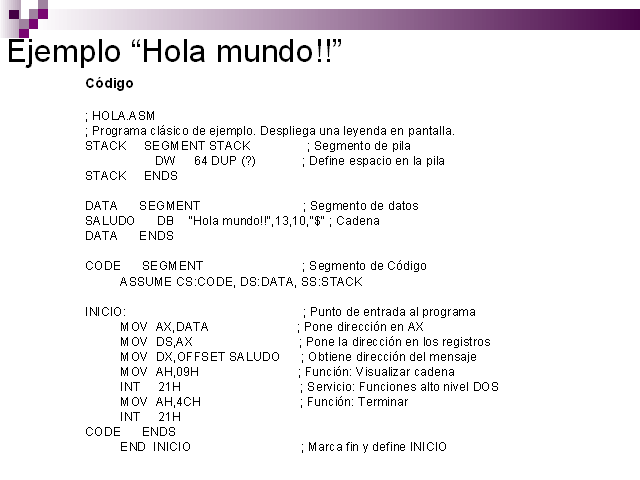 Ejemplo “Hola mundo!!”
Código
; HOLA.ASM
; Programa clásico de ejemplo. Despliega una leyenda en pantalla.
STACK SEGMENT STACK ; Segmento de pila
DW 64 DUP (?) ; Define espacio en la pila
STACK ENDS
DATA SEGMENT ; Segmento de datos
SALUDO DB "Hola mundo!!",13,10,"$" ; Cadena
DATA ENDS
CODE SEGMENT ; Segmento de Código
ASSUME CS:CODE, DS:DATA, SS:STACK
INICIO: ; Punto de entrada al programa
MOV AX,DATA ; Pone dirección en AX
MOV DS,AX ; Pone la dirección en los registros
MOV DX,OFFSET SALUDO ; Obtiene dirección del mensaje
MOV AH,09H ; Función: Visualizar cadena
INT 21H ; Servicio: Funciones alto nivel DOS
MOV AH,4CH ; Función: Terminar
INT 21H
CODE ENDS
END INICIO ; Marca fin y define INICIO